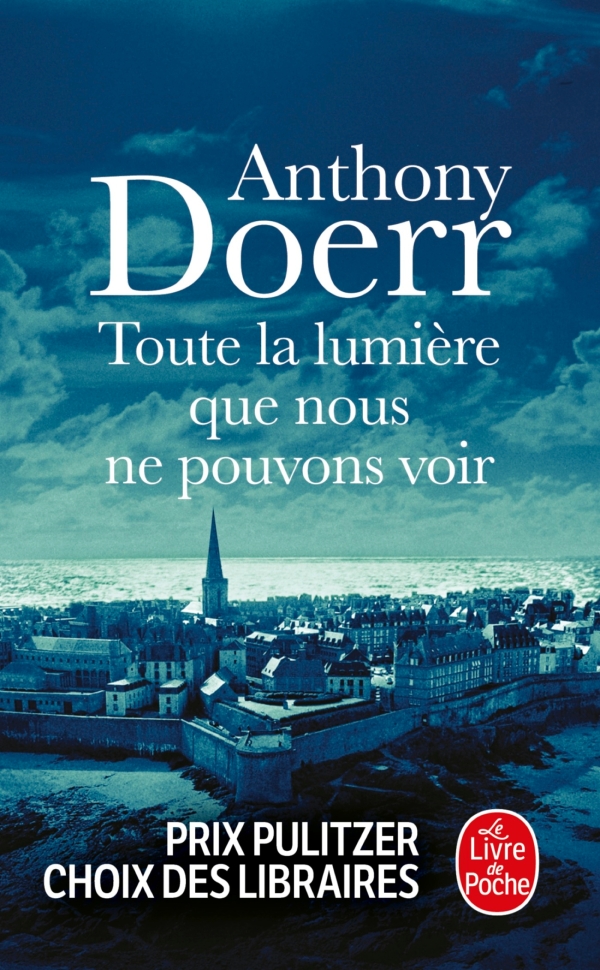 Anthony
Doerr
Toute la lumière
que nous
ne pouvons voir
PRIX PULITZER
CHOIX DES LIBRAIRES
Le
Livre
de
Poche